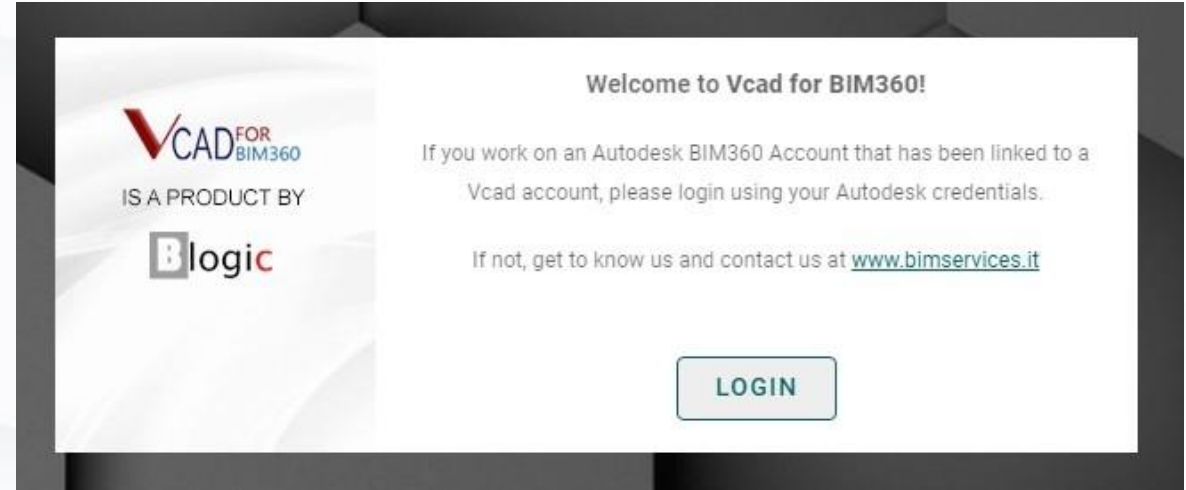 VCAD FOR BIM360
IS A PRODUCT BY
Blogic
Welcome to Vcad for BIM360!
If you work on an Autodesk BIM360 Account that has been linked to a
Vcad account, please login using your Autodesk credentials.
If not, get to know us and contact us at www.bimservices.it
LOGIN